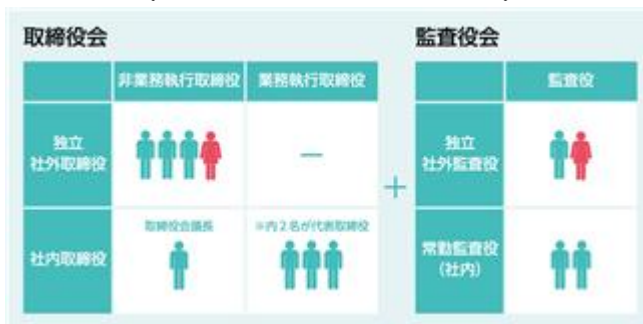 取締役会
非業務執行取締役 業務執行取締役
独立
社外取締役
－
社内取締役
取締役会議長
※内2名が代表取締役
+
監査役会
監査役
独立
社外監査役
常勤監査役
(社内)